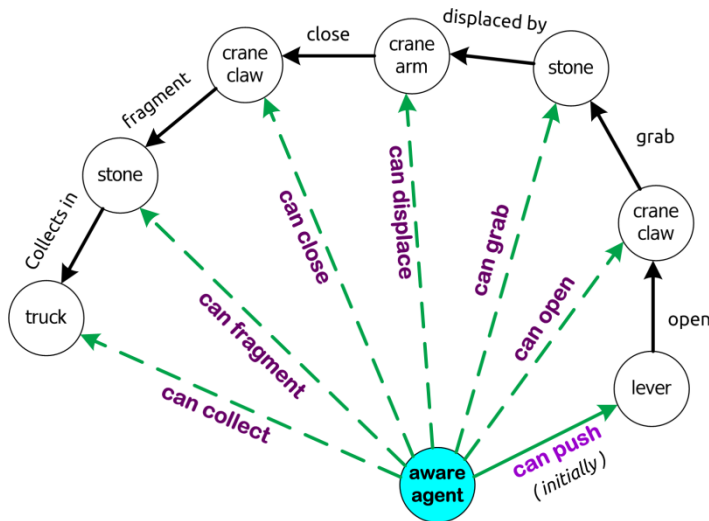 displaced by
close
crane
arm
crane
claw
stone
fragment
grab
stone
can close
can displace
can grab
crane
claw
Collects in
can fragment
can open
truck
open
can collect
lever
can push
(initially)
aware
agent